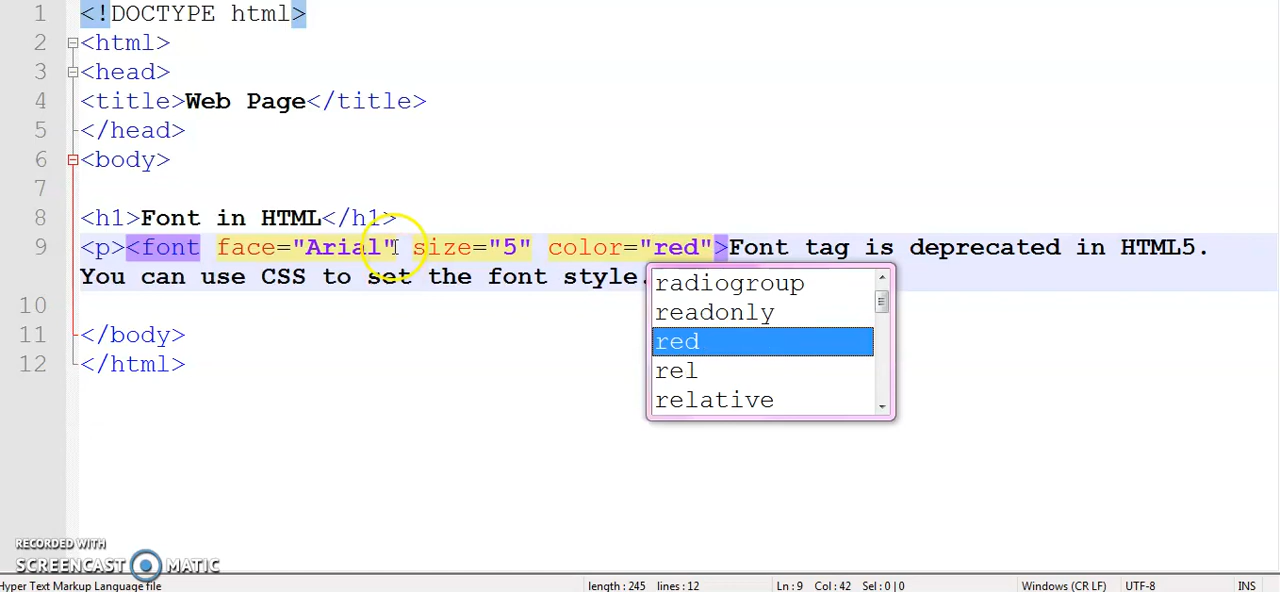 1 <!DOCTYPE html>
2 <html>
3 <head>
4 <title>Web Page</title>
5 </head>
6 <body>
7
8 <h1>Font in HTML</h1>
9 <p><font face="Arial" size="5" color="red">Font tag is deprecated in HTML5.
You can use CSS to set the font style.
radiogroup
readonly
10
11 </body>
red
12 </html>
rel
relative
RECORDED WITH
SCREENCAST MATIC
Hyper Text Markup Language file length : 245 lines : 12 Ln : 9 Col : 42 Sel : 0 | 0 Windows (CR LF) UTF-8 INS